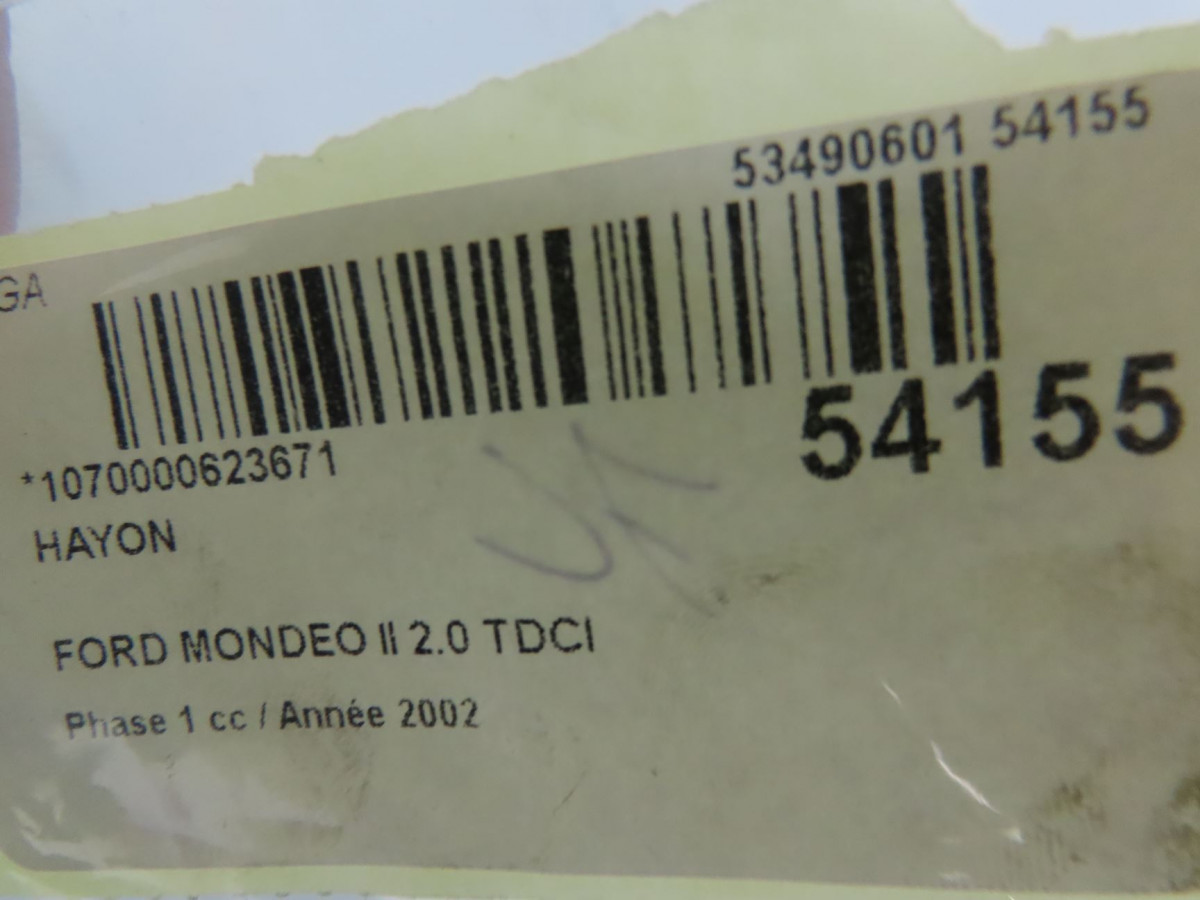 53490601 54155
GA
54155
*1070000623671
HAYON
FORD MONDEO II 2.0 TDCI
Phase 1 cc / Année 2002